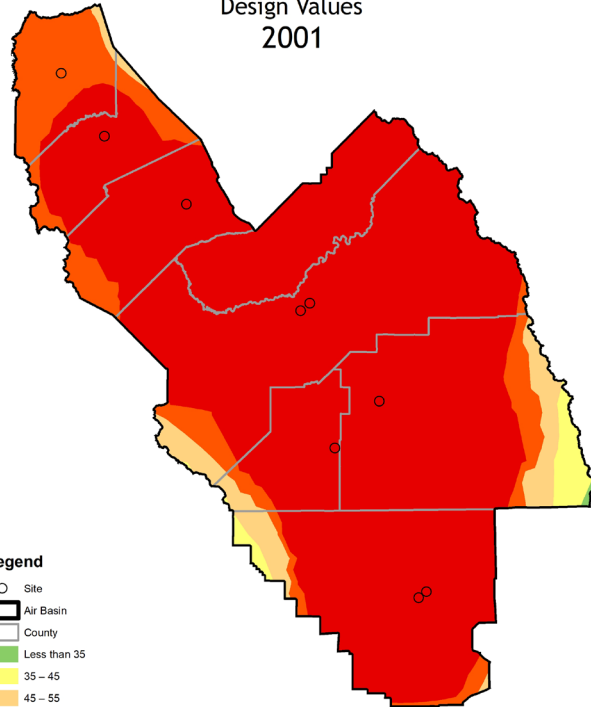 Design Values
2001
egend
Site
Air Basin
County
Less than 35
35 – 45
45 – 55